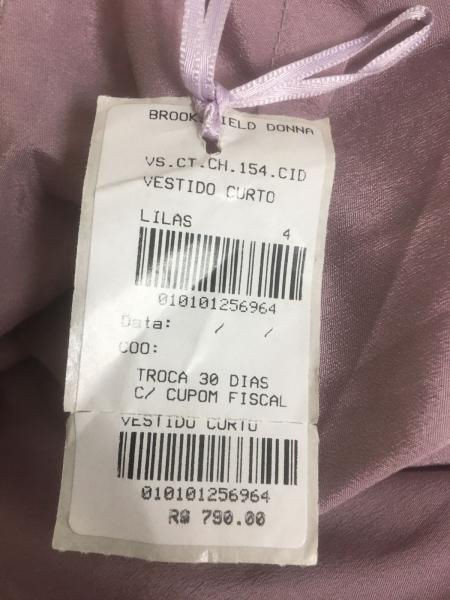 BROOKSFIELD DONNA
VS.CT.CH.154.CID
VESTIDO CURTO
LILAS 4
010101256964
Data: / /
COO:
TROCA 30 DIAS
C/ CUPOM FISCAL
VESTIDO CURTO
010101256964
R$ 790.00